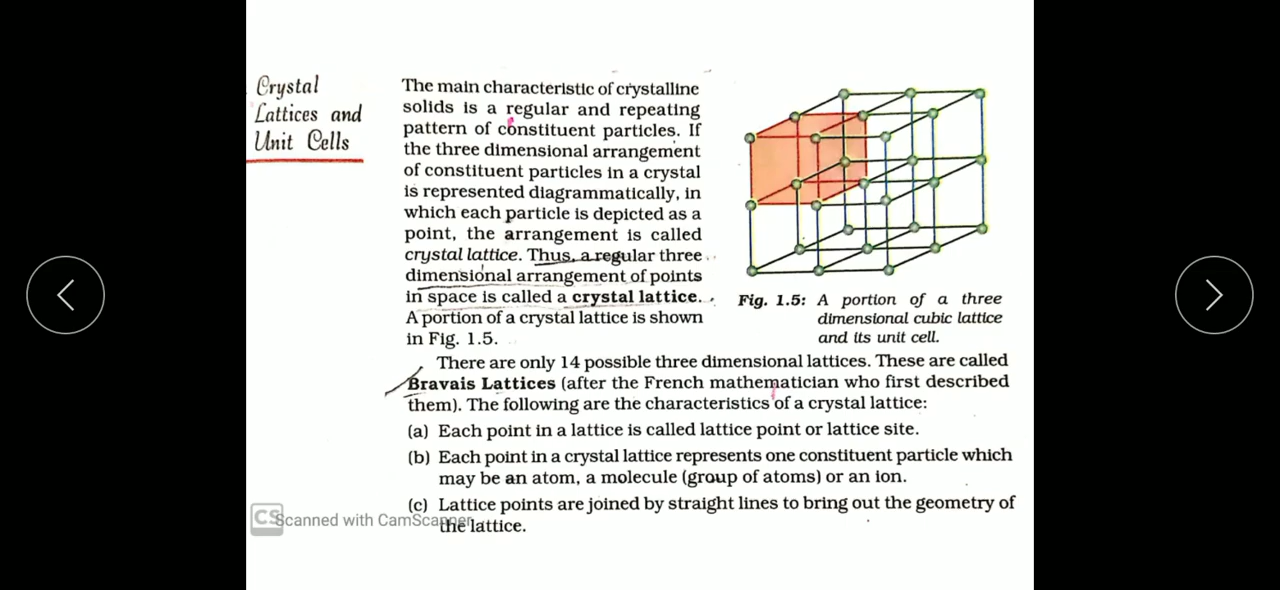 Crystal
Lattices and
Unit Cells
The main characteristic of crystalline
solids is a regular and repeating
pattern of constituent particles. If
the three dimensional arrangement
of constituent particles in a crystal
is represented diagrammatically, in
which each particle is depicted as a
point, the arrangement is called
crystal lattice. Thus, a regular three
dimensional arrangement of points
in space is called a crystal lattice.
A portion of a crystal lattice is shown
in Fig. 1.5.
Fig. 1.5: A portion of a three
dimensional cubic lattice
and its unit cell.
There are only 14 possible three dimensional lattices. These are called
Bravais Lattices (after the French mathematician who first described
them). The following are the characteristics of a crystal lattice:
(a) Each point in a lattice is called lattice point or lattice site.
(b) Each point in a crystal lattice represents one constituent particle which
may be an atom, a molecule (group of atoms) or an ion.
(c) Lattice points are joined by straight lines to bring out the geometry of
the lattice.
CS Scanned with CamScanner